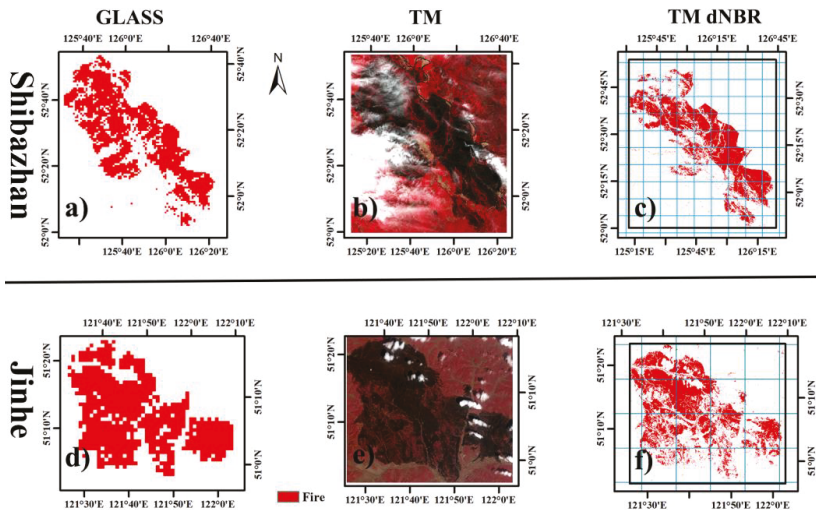 GLASS
TM
TM dNBR
125°40'E 126°0'E 126°40'E
125°40'E 126°0'E
125°45'E 126°15'E 126°45'E
N
Shibazhan
52°40'N 52°20'N 52°0'N
52°40'N 52°20'N 52°0'N
a)
125°40'E 126°0'E 126°20'E
52°40'N 52°20'N 52°0'N
52°40'N 52°20'N 52°0'N
b)
125°20'E 125°40'E 126°0'E 126°20'E
52°45'N 52°30'N 52°15'N 52°0'N
52°30'N 52°15'N 52°0'N
c)
125°15'E 125°45'E 126°15'E
121°40'E 121°50'E 122°0'E 122°10'E
121°40'E 121°50'E 122°0'E 122°10'E
121°30'E 121°50'E 122°0'E 122°10'E
Jinhe
51°20'N 51°10'N
51°10'N 51°0'N
d)
121°30'E 121°40'E 121°50'E 122°0'E
51°20'N 51°10'N
51°10'N 51°0'N
e)
121°30'E 121°40'E 121°50'E 122°0'E
51°20'N 51°10'N
51°10'N 51°0'N
f)
121°30'E 121°50'E 122°0'E
Fire